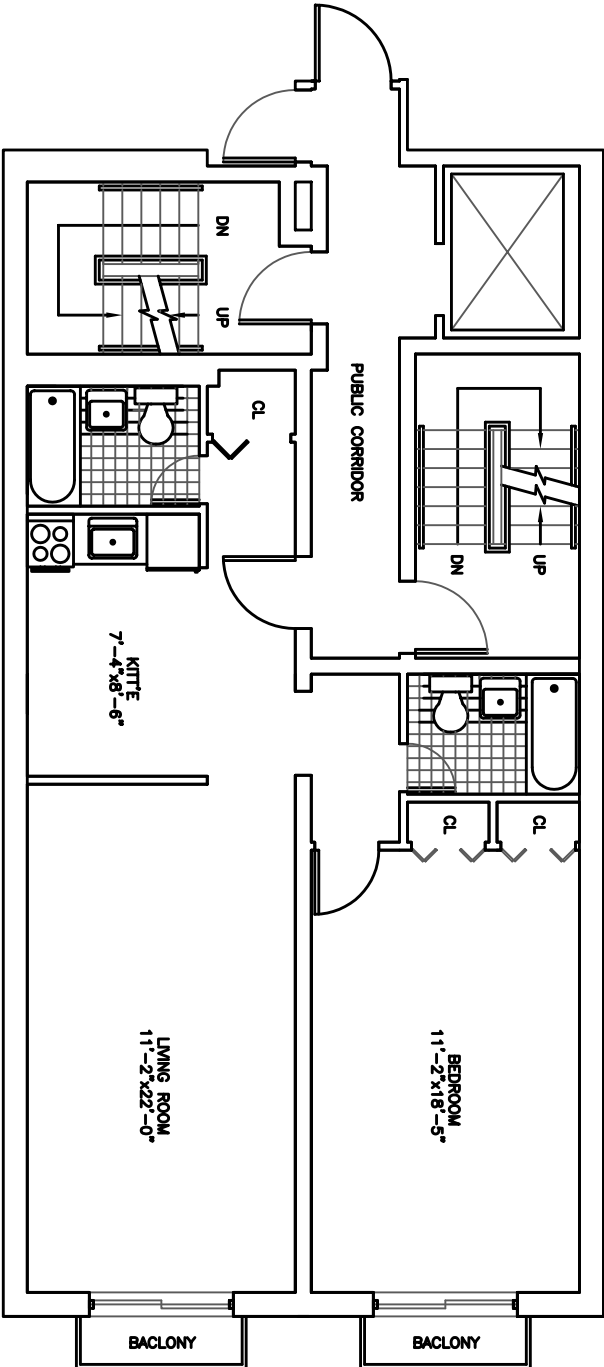 DN
UP
CL
PUBLIC CORRIDOR
UP
DN
KITT'E
7'-4"x8'-6"
CL
CL
LIVING ROOM
11'-2"x22'-0"
BEDROOM
11'-2"x18'-5"
BACLONY
BACLONY